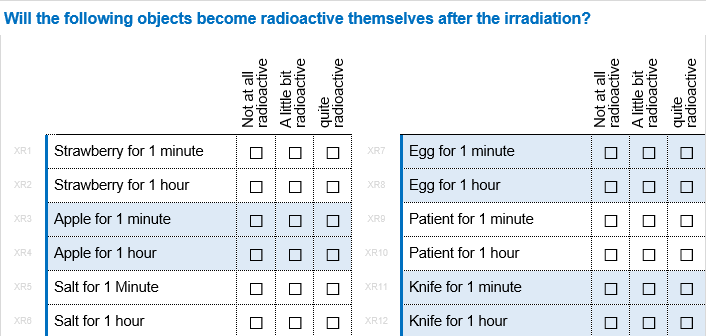 Will the following objects become radioactive themselves after the irradiation?
Not at all radioactive
A little bit radioactive
quite radioactive
XR1 Strawberry for 1 minute
XR2 Strawberry for 1 hour
XR3 Apple for 1 minute
XR4 Apple for 1 hour
XR5 Salt for 1 Minute
XR6 Salt for 1 hour
Not at all radioactive
A little bit radioactive
quite radioactive
XR7 Egg for 1 minute
XR8 Egg for 1 hour
XR9 Patient for 1 minute
XR10 Patient for 1 hour
XR11 Knife for 1 minute
XR12 Knife for 1 hour